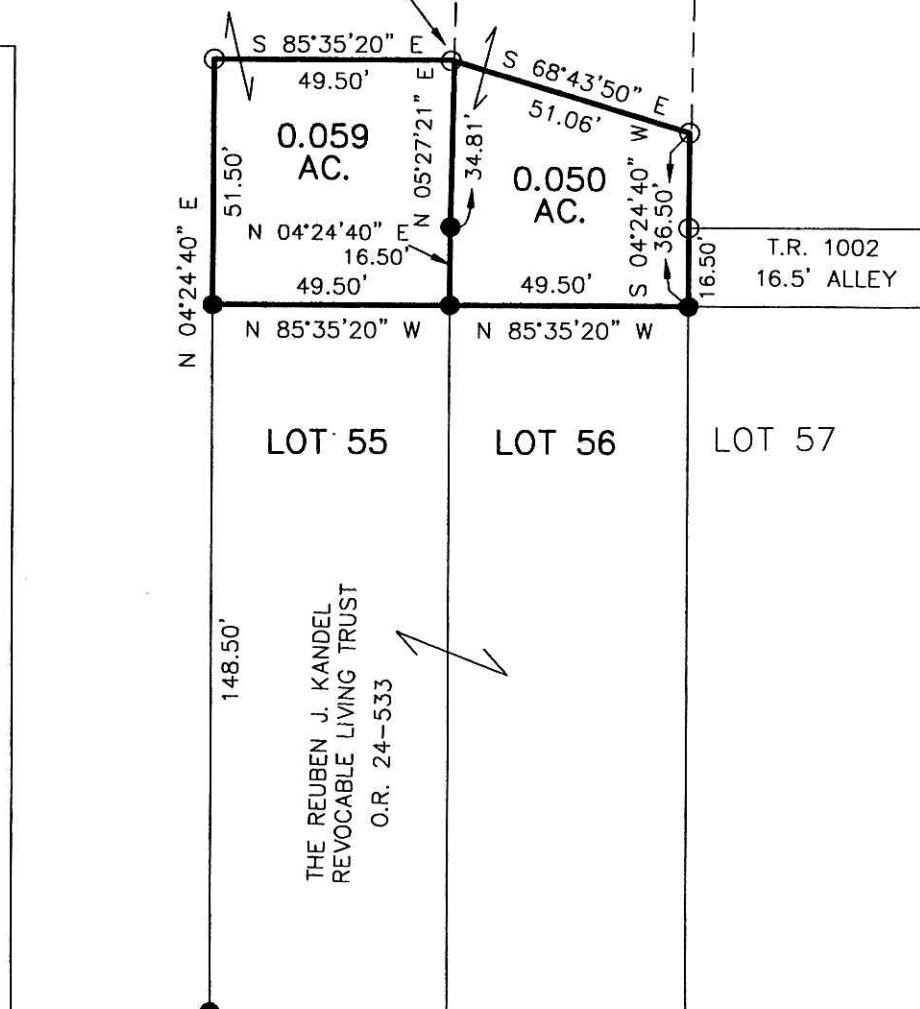 S 85°35'20" E
49.50'
S 68°43'50" E
51.06'
0.059
AC.
51.50'
N 04°24'40" E
N 05°27'21" E
34.81'
0.050
AC.
S 04°24'40" W
36.50'
16.50'
N 04°24'40" E
16.50'
49.50'
N 85°35'20" W
49.50'
N 85°35'20" W
T.R. 1002
16.5' ALLEY
LOT 55
LOT 56
LOT 57
148.50'
THE REUBEN J. KANDEL
REVOCABLE LIVING TRUST
O.R. 24-533